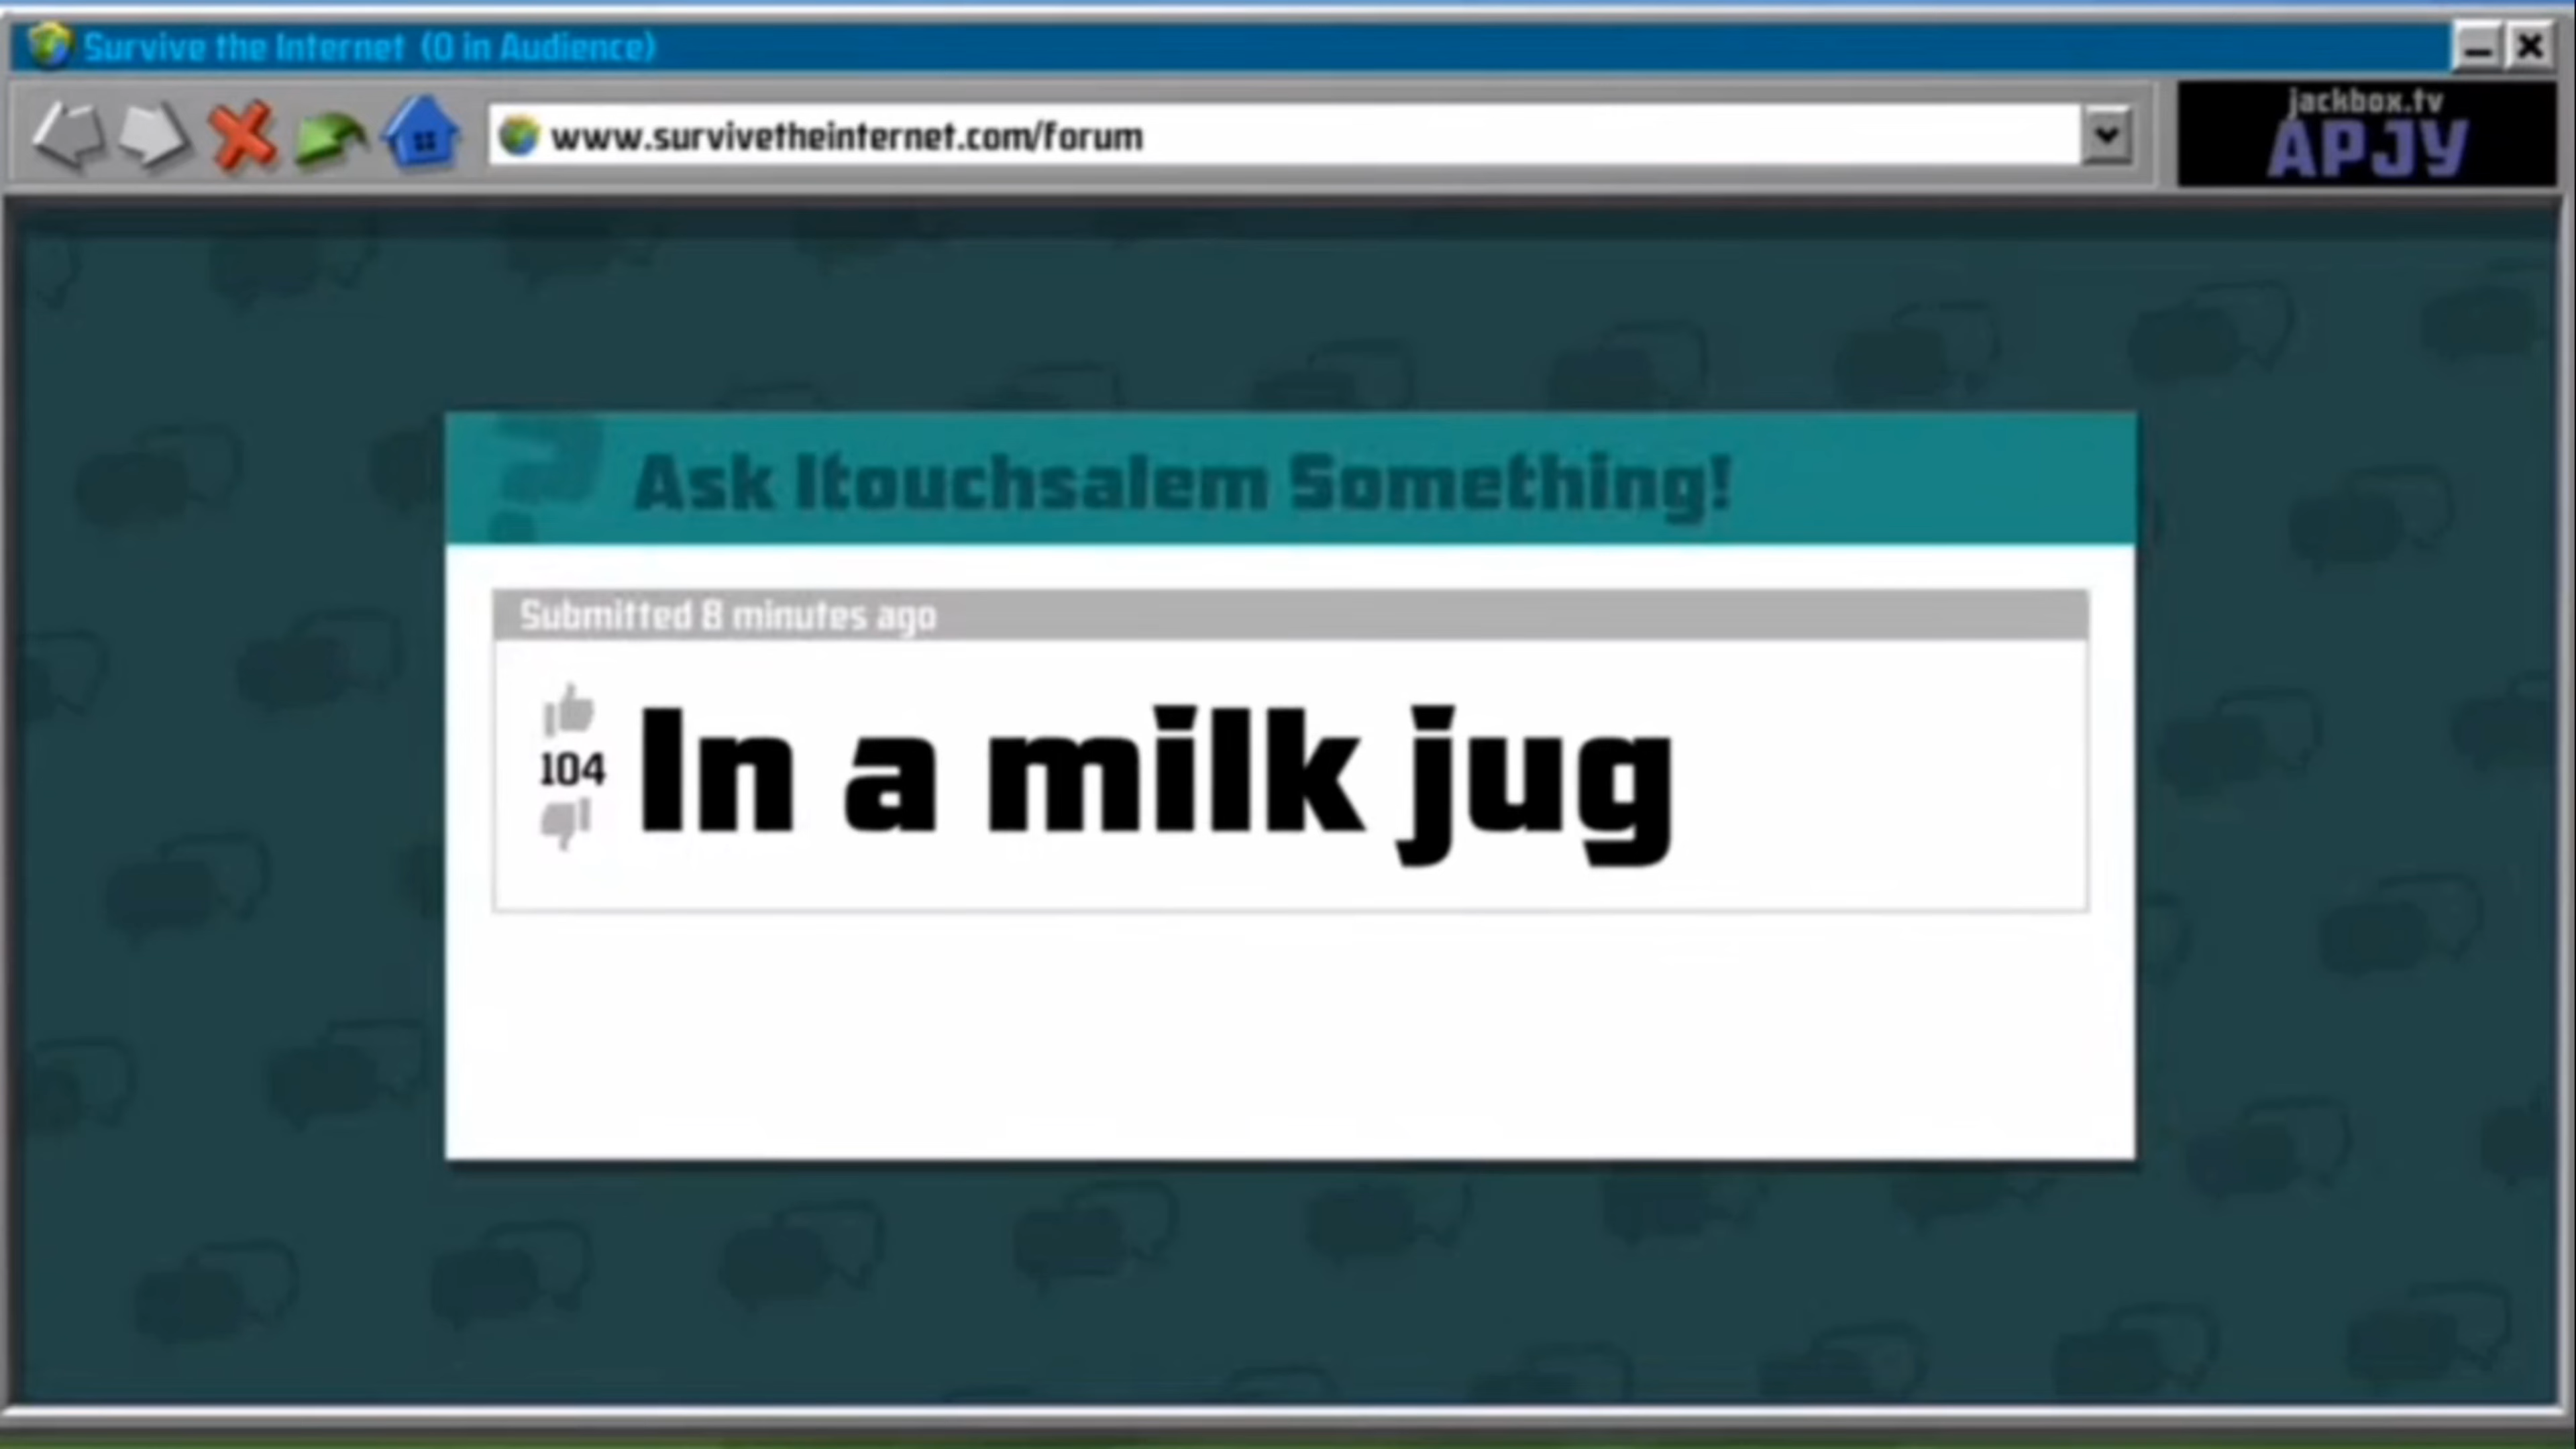 Survive the Internet (0 in Audience)
www.survivetheinternet.com/forum
jackbox.tv
APJY
Ask Itouchsalem Something!
Submitted 8 minutes ago
104
In a milk jug